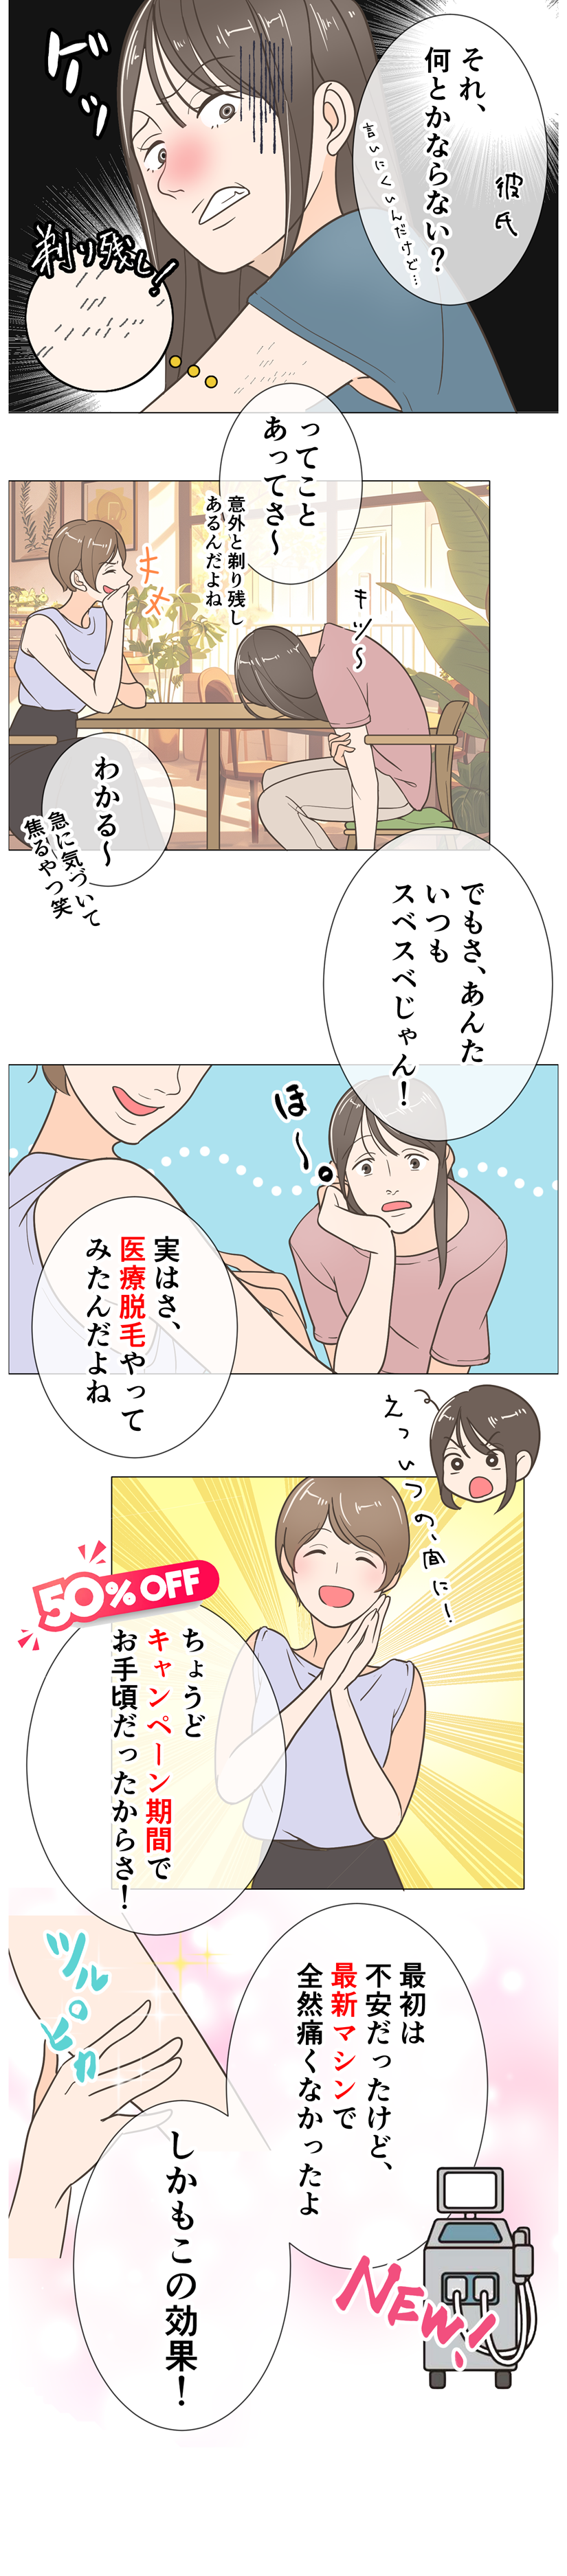 それ、
何とかならない？
言いにくいんだけど…
彼氏
ゲッ
剃り残し！
ってこと
あってさ～
意外と剃り残し
あるんだよね
キャ
キツ～
わかる～
急に気づいて
焦るやつ笑
でもさ、あんた
いつも
スベスベじゃん！
ほ～
実はさ、
医療脱毛やって
みたんだよね
えっいつの間に！
50% OFF
ちょうど
キャンペーン期間で
お手頃だったからさ！
最初は
不安だったけど、
最新マシンで
全然痛くなかったよ
ツルピカ
NEW!
しかもこの効果！